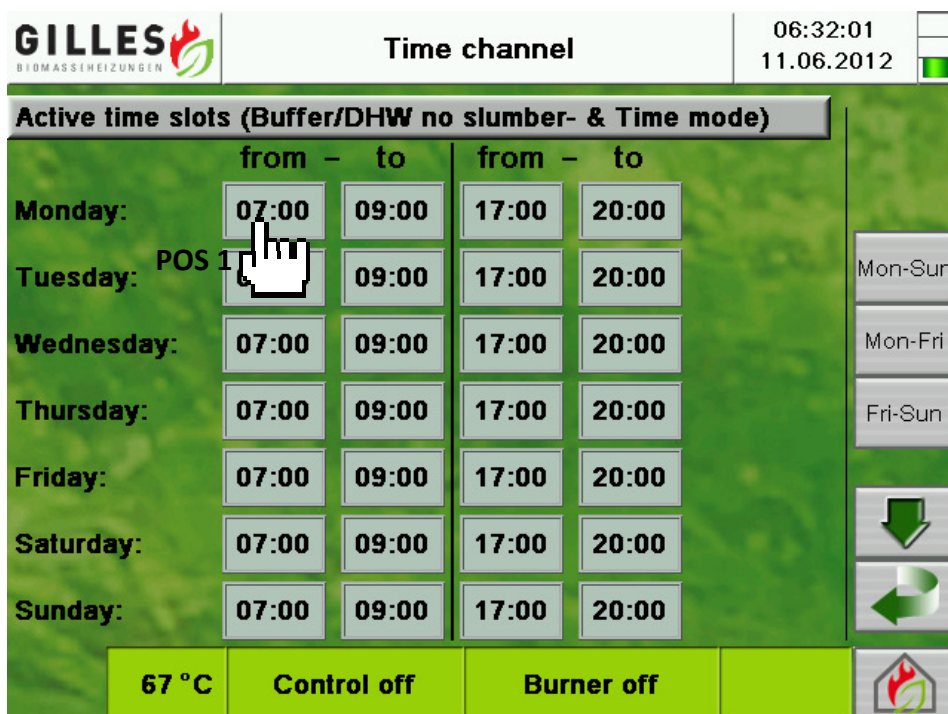 GILLES
BIOMASSEHEIZUNGEN
Time channel
06:32:01
11.06.2012
Active time slots (Buffer/DHW no slumber- & Time mode)
from - to from - to
Monday: 07:00 09:00 17:00 20:00
POS 1
Tuesday: 09:00 17:00 20:00
Mon-Sun
Wednesday: 07:00 09:00 17:00 20:00
Mon-Fri
Thursday: 07:00 09:00 17:00 20:00
Fri-Sun
Friday: 07:00 09:00 17:00 20:00
Saturday: 07:00 09:00 17:00 20:00
Sunday: 07:00 09:00 17:00 20:00
67 °C Control off Burner off